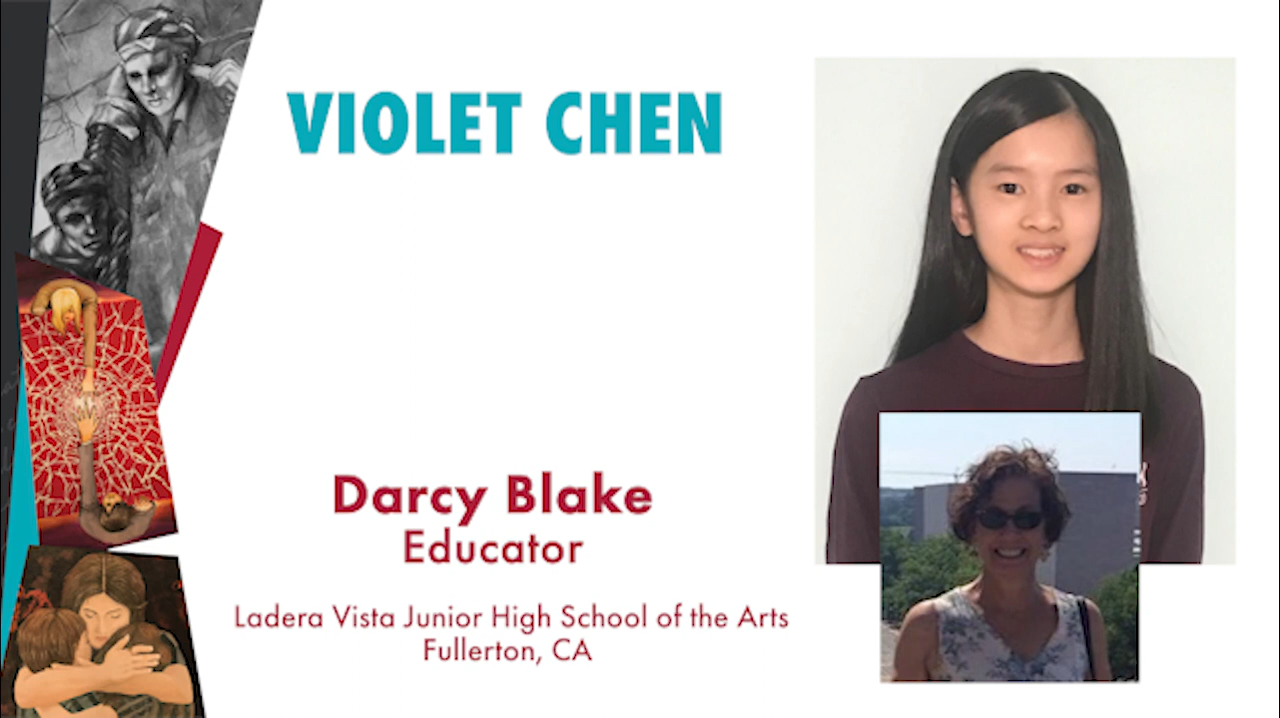 VIOLET CHEN
Darcy Blake
Educator
Ladera Vista Junior High School of the Arts
Fullerton, CA